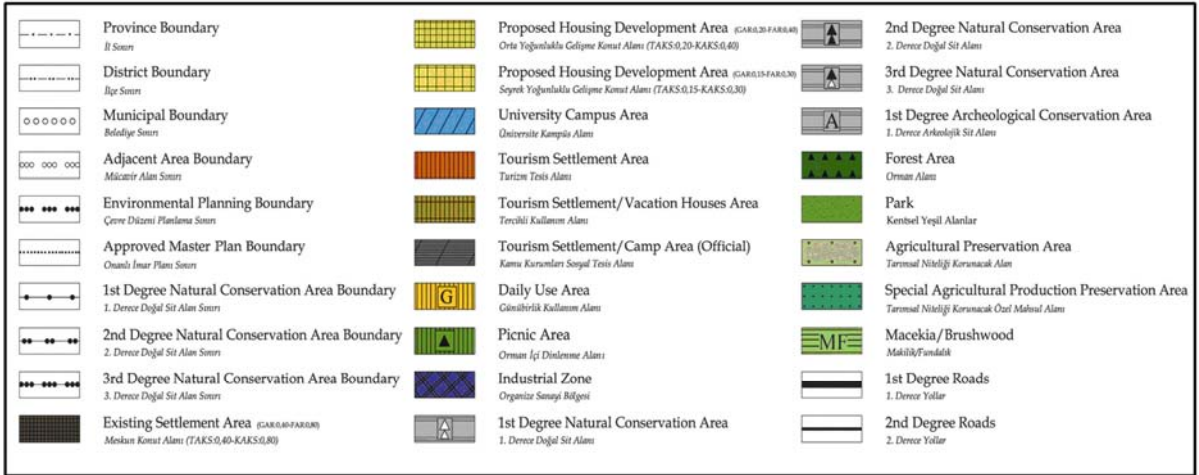 Province Boundary
İl Sınırı
District Boundary
İlçe Sınırı
Municipal Boundary
Belediye Sınırı
Adjacent Area Boundary
Mücavir Alan Sınırı
Environmental Planning Boundary
Çevre Düzeni Planlama Sınırı
Approved Master Plan Boundary
Onanlı İmar Planı Sınırı
1st Degree Natural Conservation Area Boundary
1. Derece Doğal Sit Alan Sınırı
2nd Degree Natural Conservation Area Boundary
2. Derece Doğal Sit Alan Sınırı
3rd Degree Natural Conservation Area Boundary
3. Derece Doğal Sit Alan Sınırı
Existing Settlement Area (GAR:0,40-FAR:0,80)
Meskun Konut Alanı (TAKS:0,40-KAKS:0,80)
Proposed Housing Development Area (GAR:0,20-FAR:0,40)
Orta Yoğunluklu Gelişme Konut Alanı (TAKS:0,20-KAKS:0,40)
Proposed Housing Development Area (GAR:0,15-FAR:0,30)
Seyrek Yoğunluklu Gelişme Konut Alanı (TAKS:0,15-KAKS:0,30)
University Campus Area
Üniversite Kampüs Alanı
Tourism Settlement Area
Turizm Tesis Alanı
Tourism Settlement/Vacation Houses Area
Tercihli Kullanım Alanı
Tourism Settlement/Camp Area (Official)
Kamu Kurumları Sosyal Tesis Alanı
G
Daily Use Area
Günübirlik Kullanım Alanı
Picnic Area
Orman İçi Dinlenme Alanı
Industrial Zone
Organize Sanayi Bölgesi
1st Degree Natural Conservation Area
1. Derece Doğal Sit Alanı
2nd Degree Natural Conservation Area
2. Derece Doğal Sit Alanı
3rd Degree Natural Conservation Area
3. Derece Doğal Sit Alanı
A
1st Degree Archeological Conservation Area
1. Derece Arkeolojik Sit Alanı
Forest Area
Orman Alanı
Park
Kentsel Yeşil Alanlar
Agricultural Preservation Area
Tarımsal Niteliği Korunacak Alan
Special Agricultural Production Preservation Area
Tarımsal Niteliği Korunacak Özel Mahsul Alanı
MF
Macekia/Brushwood
Makilik/Fundalık
1st Degree Roads
1. Derece Yollar
2nd Degree Roads
2. Derece Yollar